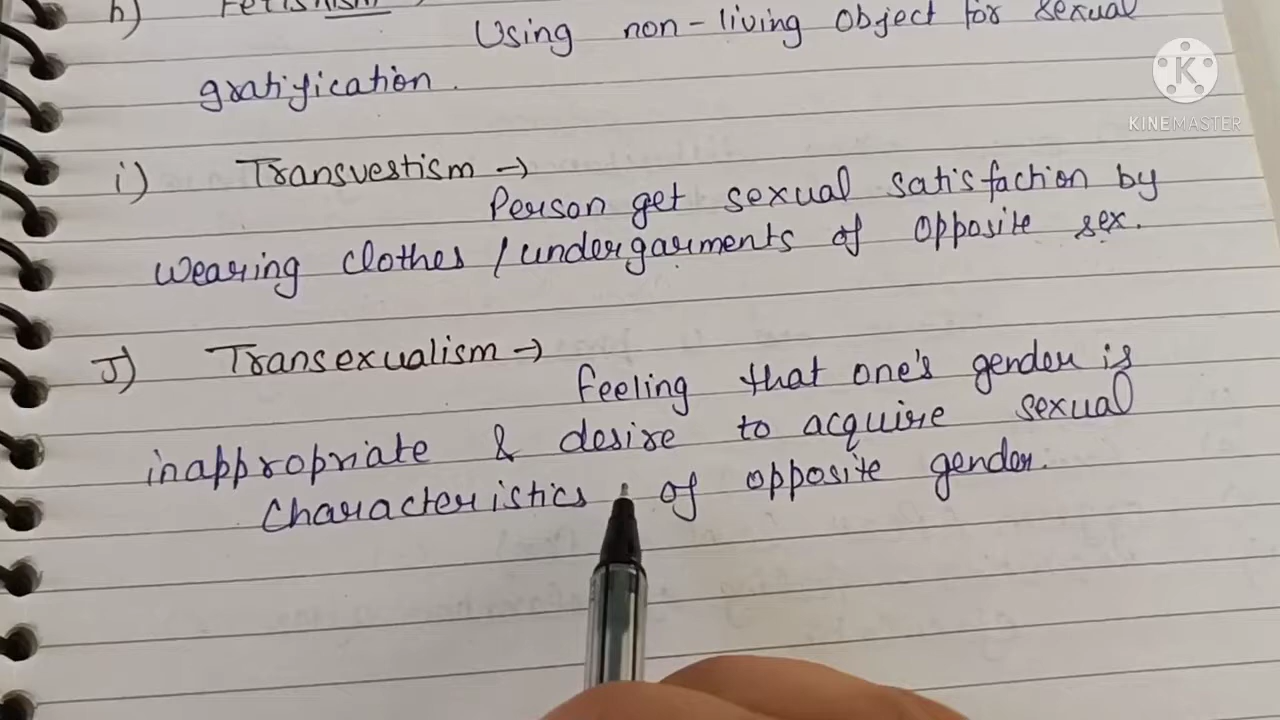 h) Fetishism
Using non-living object for sexual
gratification.
i) Transvestism →
Person get sexual satisfaction by
wearing clothes / undergarments of opposite sex.
J) Transexualism →
Feeling that one's gender is
inappropriate & desire to acquire sexual
characteristics of opposite gender.
K
KINEMASTER